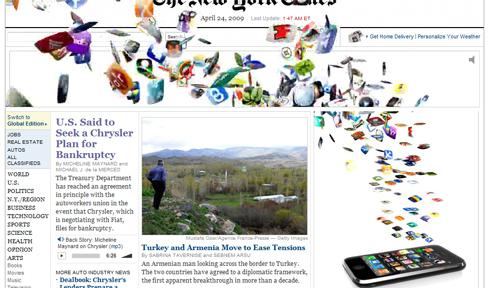 The New York Times
April 24, 2009 Last Update: 1:47 AM ET
Get Home Delivery | Personalize Your Weather
Switch to
Global Edition
JOBS
REAL ESTATE
AUTOS
ALL
CLASSIFIEDS
WORLD
U.S.
POLITICS
N.Y./REGION
BUSINESS
TECHNOLOGY
SPORTS
SCIENCE
HEALTH
OPINION
ARTS
Books
Movies
Music
U.S. Said to
Seek a Chrysler
Plan for
Bankruptcy
By MICHELINE MAYNARD and
MICHAEL J. de la MERCED
The Treasury Department
has reached an agreement
in principle with the
autoworkers union in the
event that Chrysler, which
is negotiating with Fiat,
files for bankruptcy.
Back Story: Micheline
Maynard on Chrysler (mp3)
6:26
MORE AUTO INDUSTRY NEWS
Dealbook: Chrysler's
Lenders Prepare a
Mustafa Ozer/Agence France-Presse — Getty Images
Turkey and Armenia Move to Ease Tensions
By SABRINA TAVERNISE and SEBNEM ARSU
An Armenian man looking across the border to Turkey.
The two countries have agreed to a diplomatic framework,
the first apparent breakthrough in more than a decade.